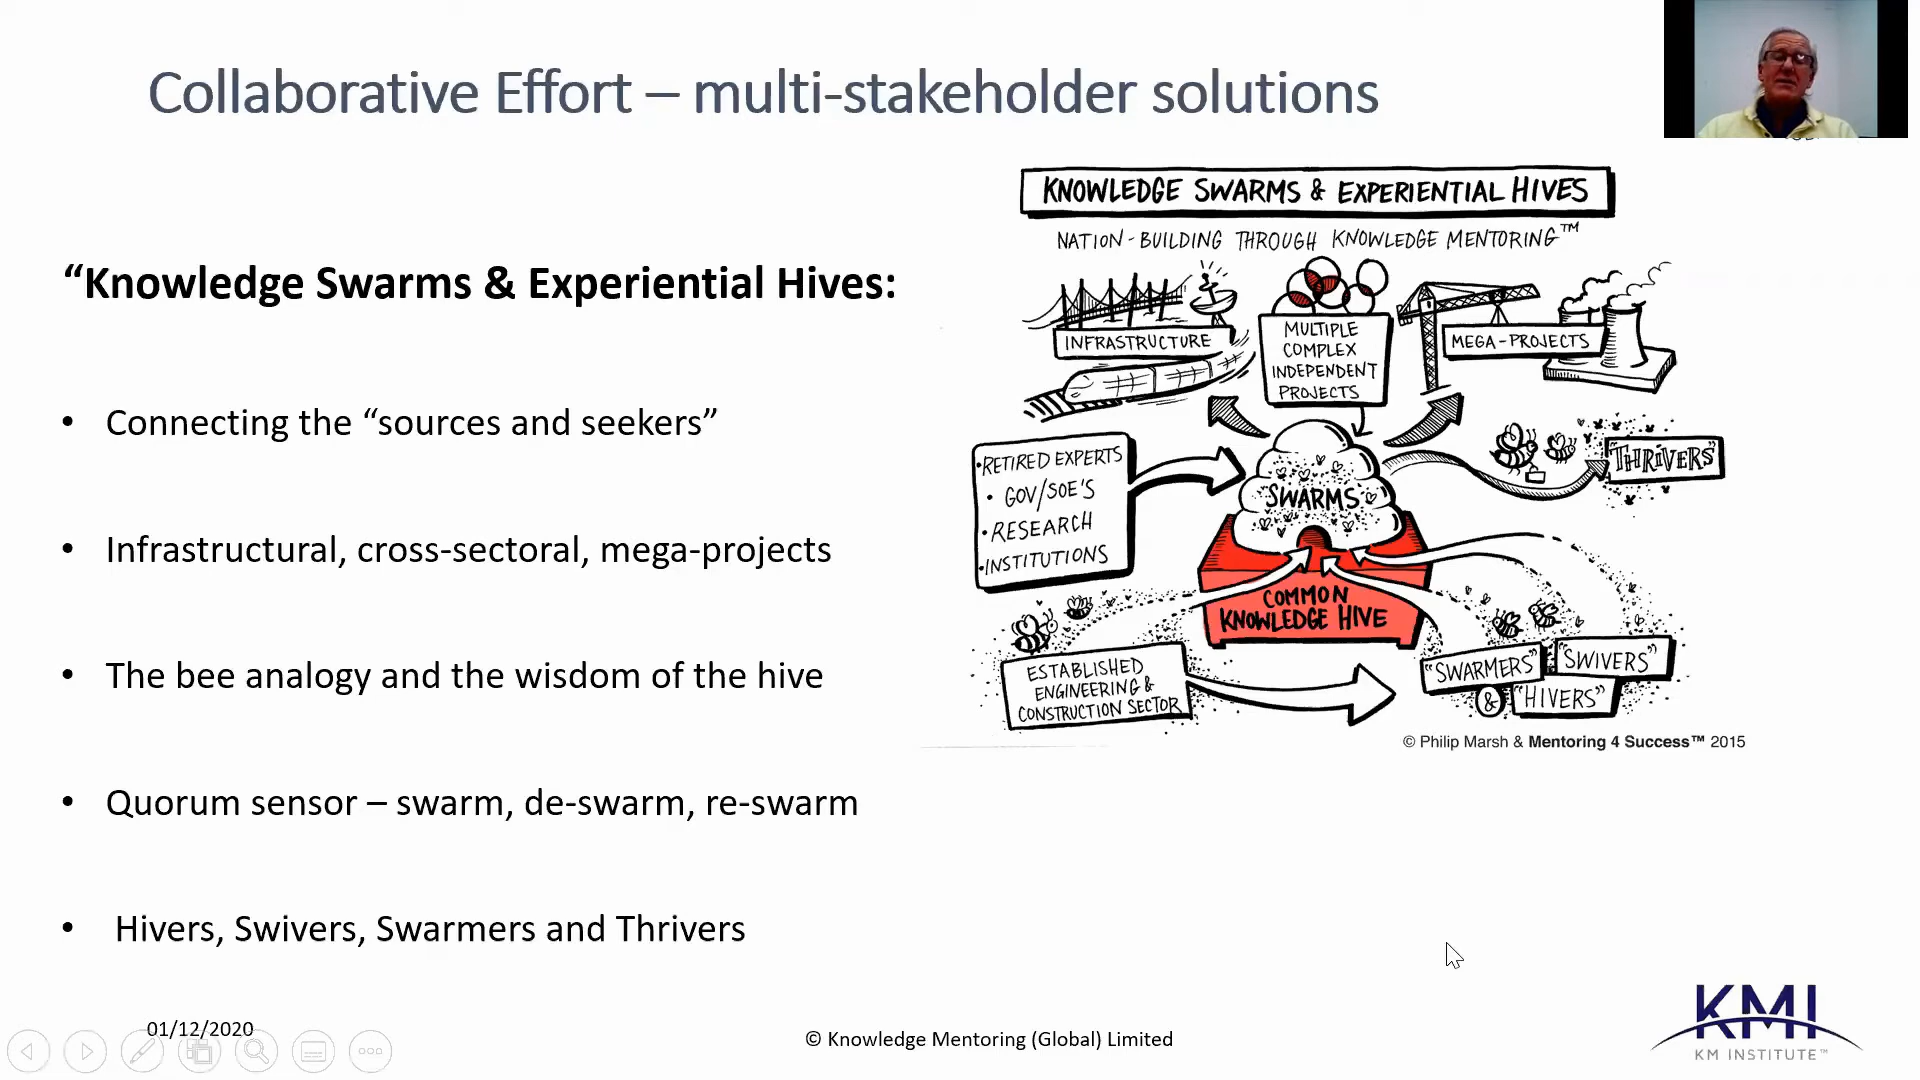 Collaborative Effort – multi-stakeholder solutions
“Knowledge Swarms & Experiential Hives:
• Connecting the “sources and seekers”
• Infrastructural, cross-sectoral, mega-projects
• The bee analogy and the wisdom of the hive
• Quorum sensor – swarm, de-swarm, re-swarm
• Hivers, Swivers, Swarmers and Thrivers
KNOWLEDGE SWARMS & EXPERIENTIAL HIVES
NATION-BUILDING THROUGH KNOWLEDGE MENTORING™
INFRASTRUCTURE
MULTIPLE
COMPLEX
INDEPENDENT
PROJECTS
MEGA-PROJECTS
•RETIRED EXPERTS
• GOV/SOE'S
•RESEARCH
•INSTITUTIONS
"SWARMS"
"THRIVERS"
COMMON
KNOWLEDGE HIVE
ESTABLISHED
ENGINEERING &
CONSTRUCTION SECTOR
"SWARMERS"
"SWIVERS"
&
"HIVERS"
© Philip Marsh & Mentoring 4 Success™ 2015
01/12/2020
© Knowledge Mentoring (Global) Limited
KMI
KM INSTITUTE™